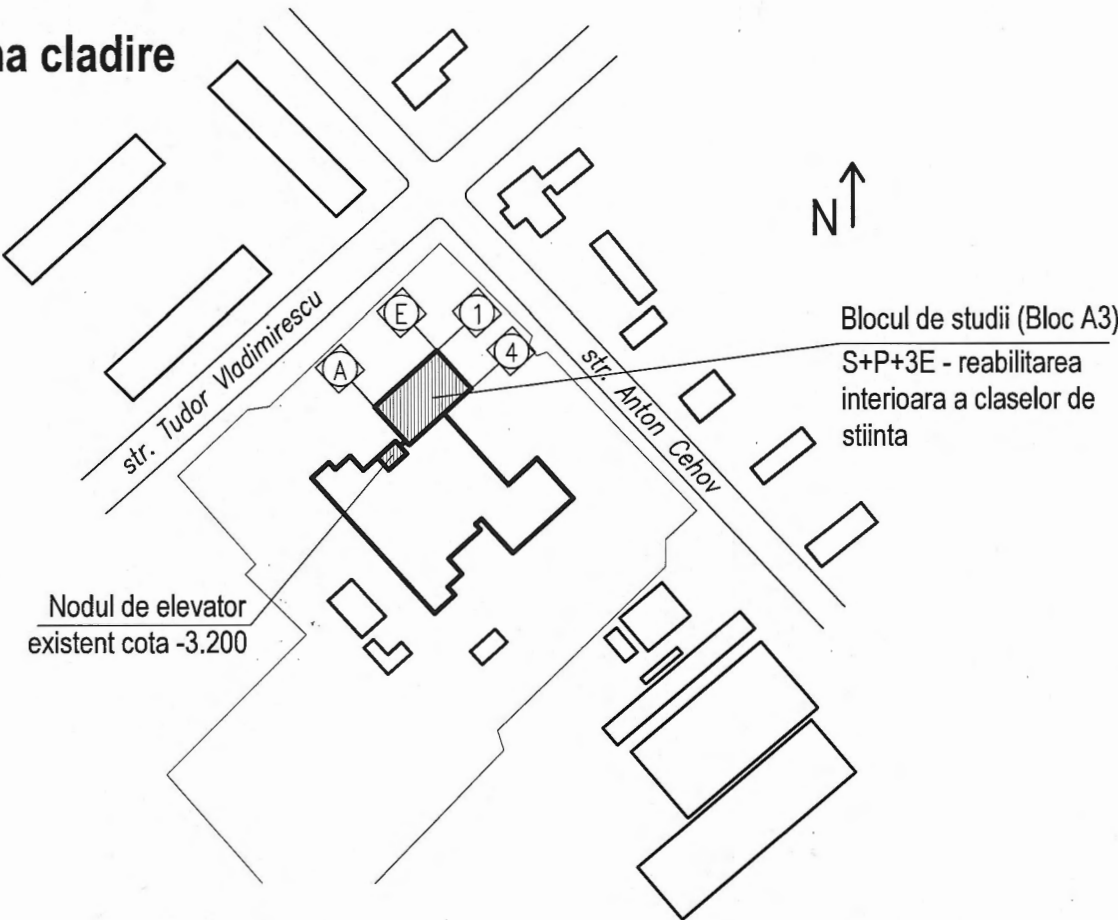 cladire
N
E
1
4
A
str. Tudor Vladimirescu
str. Anton Cehov
Blocul de studii (Bloc A3)
S+P+3E - reabilitarea
interioara a claselor de
stiinta
Nodul de elevator
existent cota -3.200